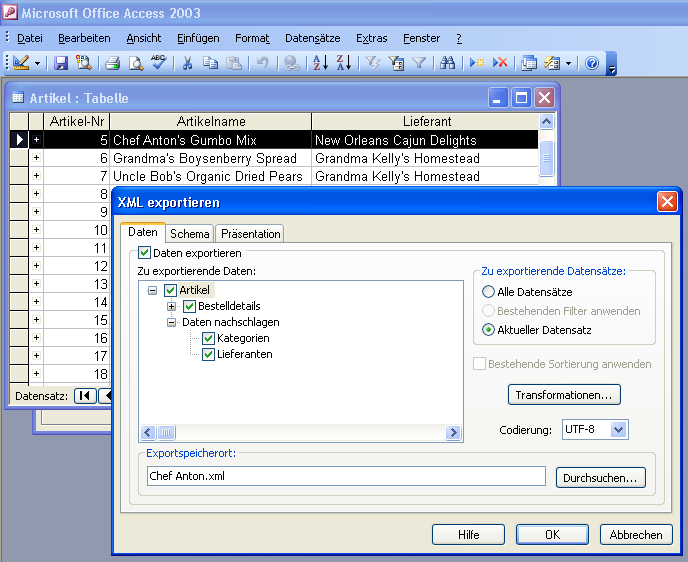 Microsoft Office Access 2003
Datei Bearbeiten Ansicht Einfügen Format Datensätze Extras Fenster ?
Artikel : Tabelle
Artikel-Nr Artikelname Lieferant
5 Chef Anton's Gumbo Mix New Orleans Cajun Delights
6 Grandma's Boysenberry Spread Grandma Kelly's Homestead
7 Uncle Bob's Organic Dried Pears Grandma Kelly's Homestead
8
9
10
11
12
13
14
15
16
17
18
Datensatz:
XML exportieren
Daten Schema Präsentation
Daten exportieren
Zu exportierende Daten:
Artikel
Bestelldetails
Daten nachschlagen
Kategorien
Lieferanten
Zu exportierende Datensätze:
Alle Datensätze
Bestehenden Filter anwenden
Aktueller Datensatz
Bestehende Sortierung anwenden
Transformationen...
Codierung: UTF-8
Exportspeicherort:
Chef Anton.xml Durchsuchen...
Hilfe OK Abbrechen